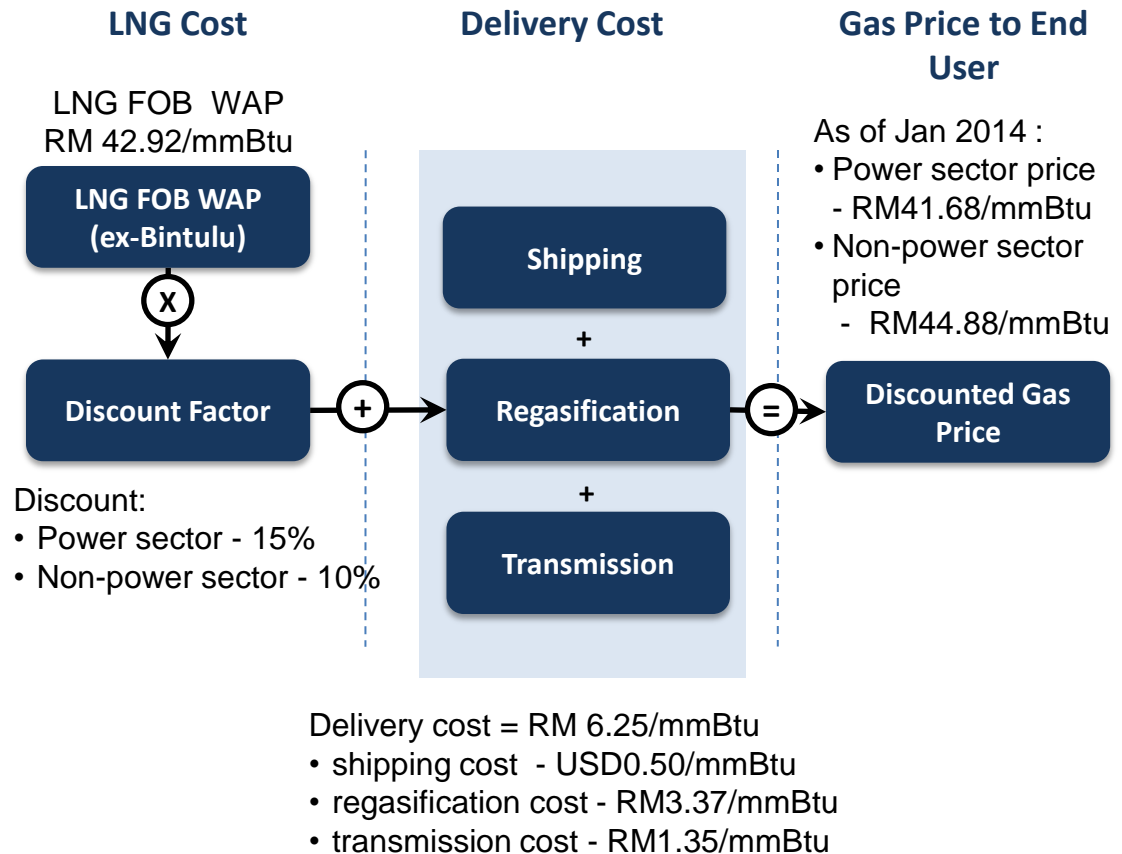 LNG Cost
Delivery Cost
Gas Price to End
User
LNG FOB WAP
RM 42.92/mmBtu
LNG FOB WAP
(ex-Bintulu)
X
Discount Factor
Discount:
• Power sector - 15%
• Non-power sector - 10%
+
Shipping
+
Regasification
+
Transmission
=
As of Jan 2014 :
• Power sector price
- RM41.68/mmBtu
• Non-power sector
price
- RM44.88/mmBtu
Discounted Gas
Price
Delivery cost = RM 6.25/mmBtu
• shipping cost - USD0.50/mmBtu
• regasification cost - RM3.37/mmBtu
• transmission cost - RM1.35/mmBtu